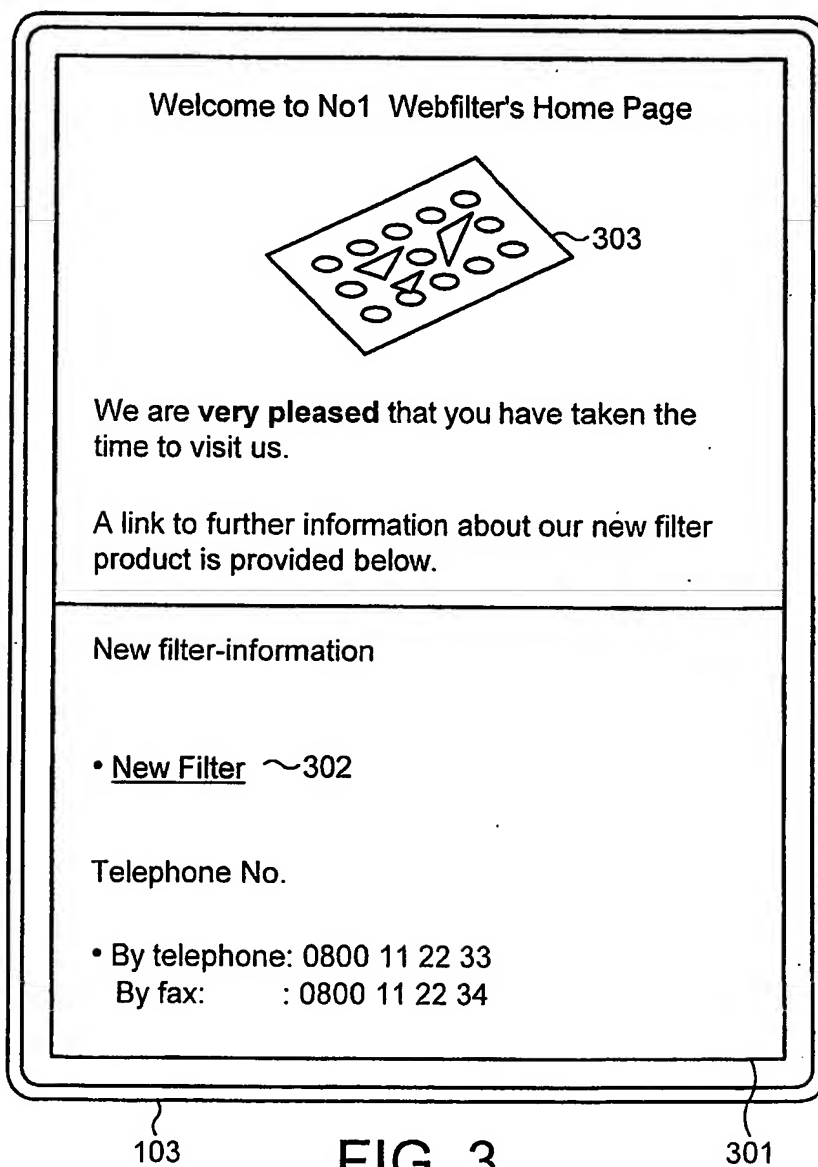 Welcome to No1 Webfilter's Home Page
303
We are very pleased that you have taken the
time to visit us.
A link to further information about our new filter
product is provided below.
New filter-information
• New Filter 302
Telephone No.
• By telephone: 0800 11 22 33
By fax: : 0800 11 22 34
103
FIG. 3
301